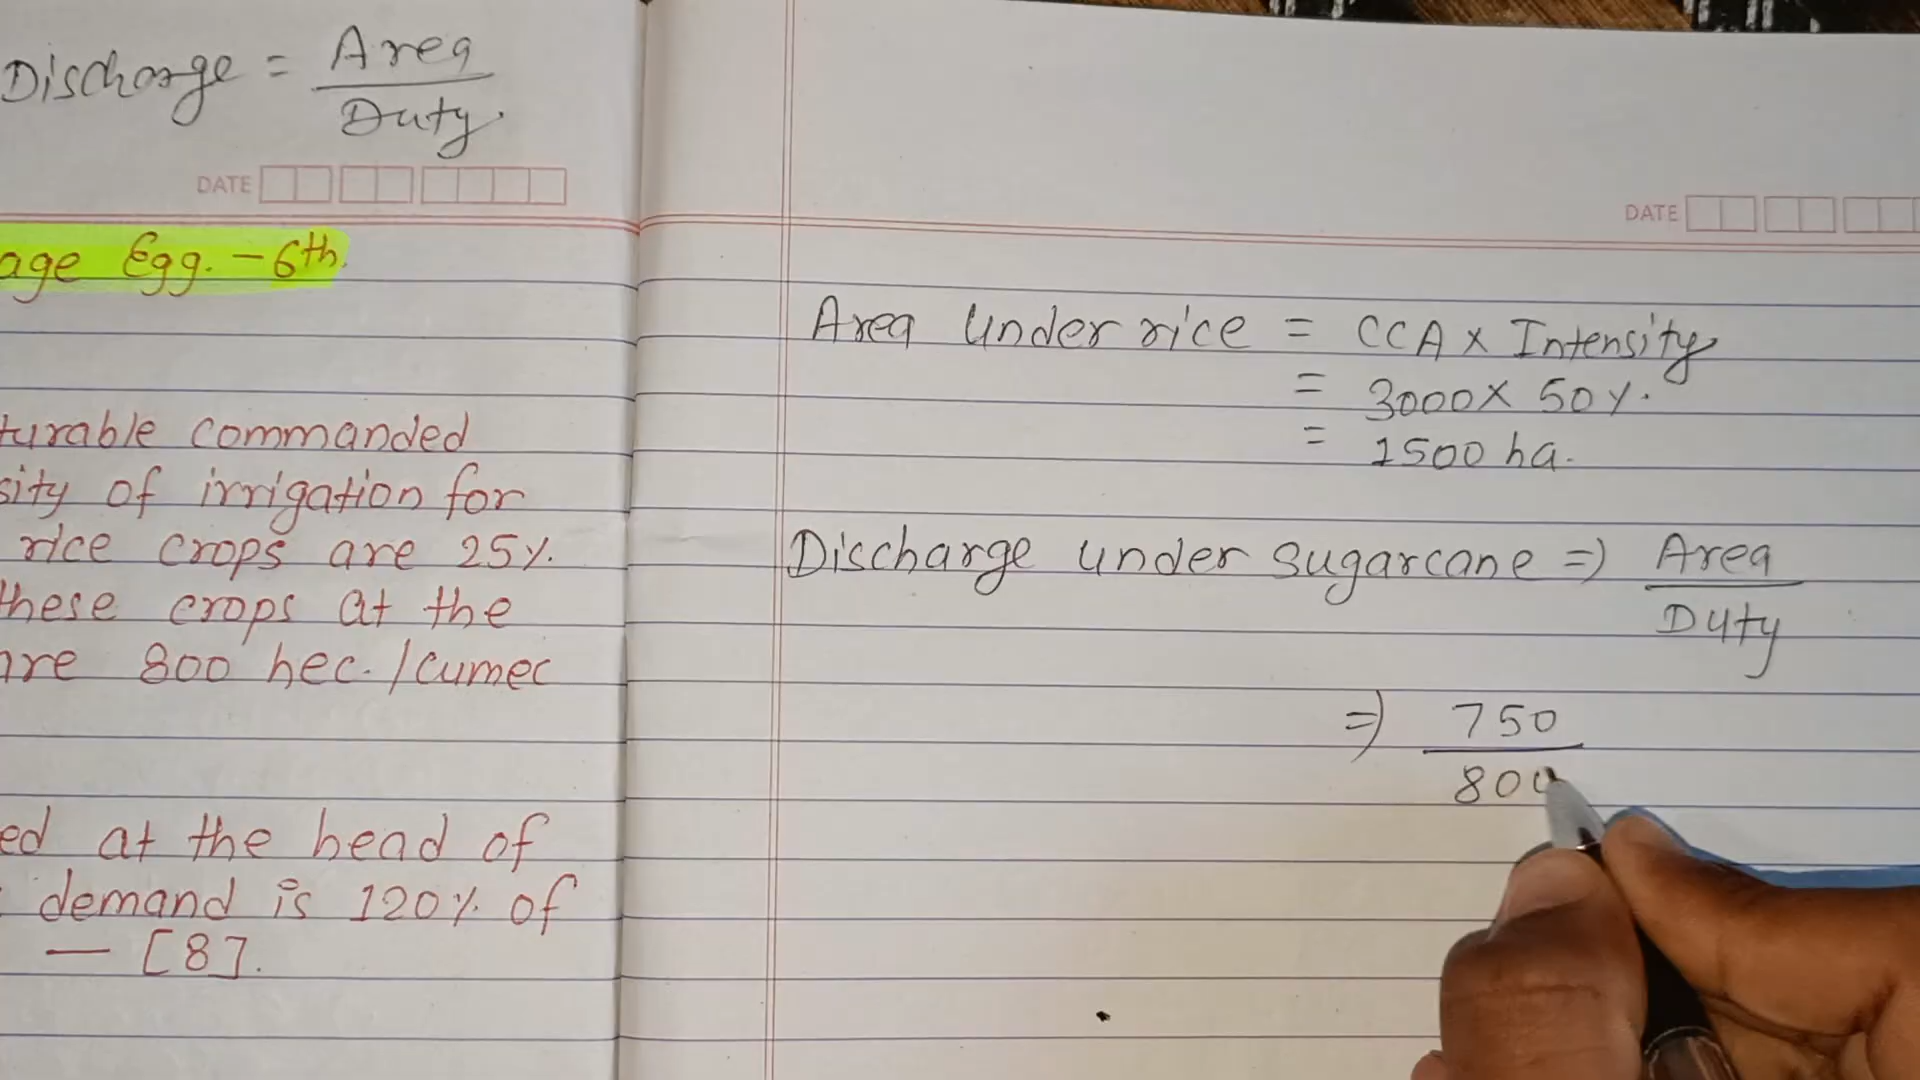 Discharge = Area
Duty.
DATE
age Egg. - 6th.
turable commanded
sity of irrigation for
rice crops are 25%.
these crops at the
are 800 hec./cumec
ed at the head of
demand is 120% of
— [8].
DATE
Area under rice = CCA x Intensity
= 3000 x 50%.
= 1500 ha.
Discharge under sugarcane => Area
Duty
=> 750
800